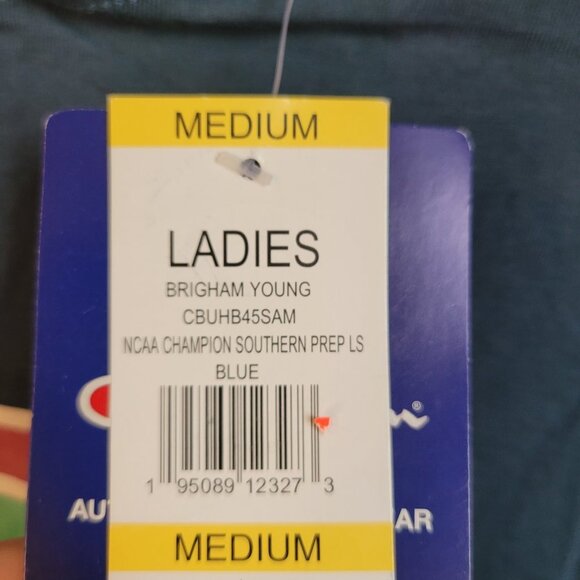 MEDIUM
LADIES
BRIGHAM YOUNG
CBUHB45SAM
NCAA CHAMPION SOUTHERN PREP LS
BLUE
1 95089 12327 3
MEDIUM